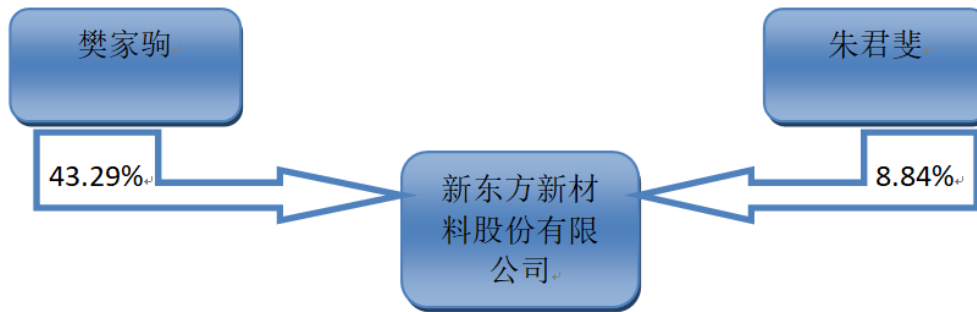 樊家驹
朱君斐
43.29%
8.84%
新东方新材
料股份有限
公司